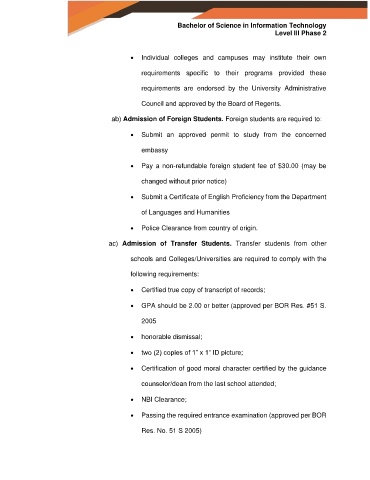 Bachelor of Science in Information Technology
Level III Phase 2
• Individual colleges and campuses may institute their own
requirements specific to their programs provided these
requirements are endorsed by the University Administrative
Council and approved by the Board of Regents.
ab) Admission of Foreign Students. Foreign students are required to:
• Submit an approved permit to study from the concerned
embassy
• Pay a non-refundable foreign student fee of $30.00 (may be
changed without prior notice)
• Submit a Certificate of English Proficiency from the Department
of Languages and Humanities
• Police Clearance from country of origin.
ac) Admission of Transfer Students. Transfer students from other
schools and Colleges/Universities are required to comply with the
following requirements:
• Certified true copy of transcript of records;
• GPA should be 2.00 or better (approved per BOR Res. #51 S.
2005
• honorable dismissal;
• two (2) copies of 1" x 1" ID picture;
• Certification of good moral character certified by the guidance
counselor/dean from the last school attended;
• NBI Clearance;
• Passing the required entrance examination (approved per BOR
Res. No. 51 S 2005)